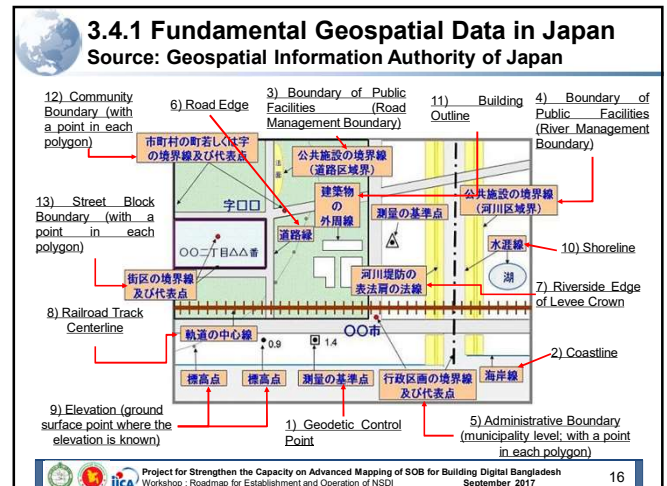 3.4.1 Fundamental Geospatial Data in Japan
Source: Geospatial Information Authority of Japan
12) Community
Boundary (with
a point in each
polygon)
6) Road Edge
3) Boundary of Public
Facilities (Road
Management Boundary)
11) Building
Outline
4) Boundary of
Public Facilities
(River Management
Boundary)
市町村の町若しくは字
の境界線及び代表点
公共施設の境界線
(道路区域界)
建築物
の
外周線
測量の基準点
公共施設の境界線
(河川区域界)
字口口
道路縁
13) Street Block
Boundary (with a
point in each
polygon)
〇〇二丁目△△番
水涯線
10) Shoreline
湖
街区の境界線
及び代表点
河川堤防の
表法肩の法線
7) Riverside Edge
of Levee Crown
8) Railroad Track
Centerline
軌道の中心線
〇〇市
0.9
1.4
2) Coastline
標高点
標高点
測量の基準点
行政区画の境界線
及び代表点
海岸線
9) Elevation (ground
surface point where the
elevation is known)
1) Geodetic Control
Point
5) Administrative Boundary
(municipality level; with a point
in each polygon)
jica
Project for Strengthen the Capacity on Advanced Mapping of SOB for Building Digital Bangladesh
Workshop : Roadmap for Establishment and Operation of NSDI
September 2017
16